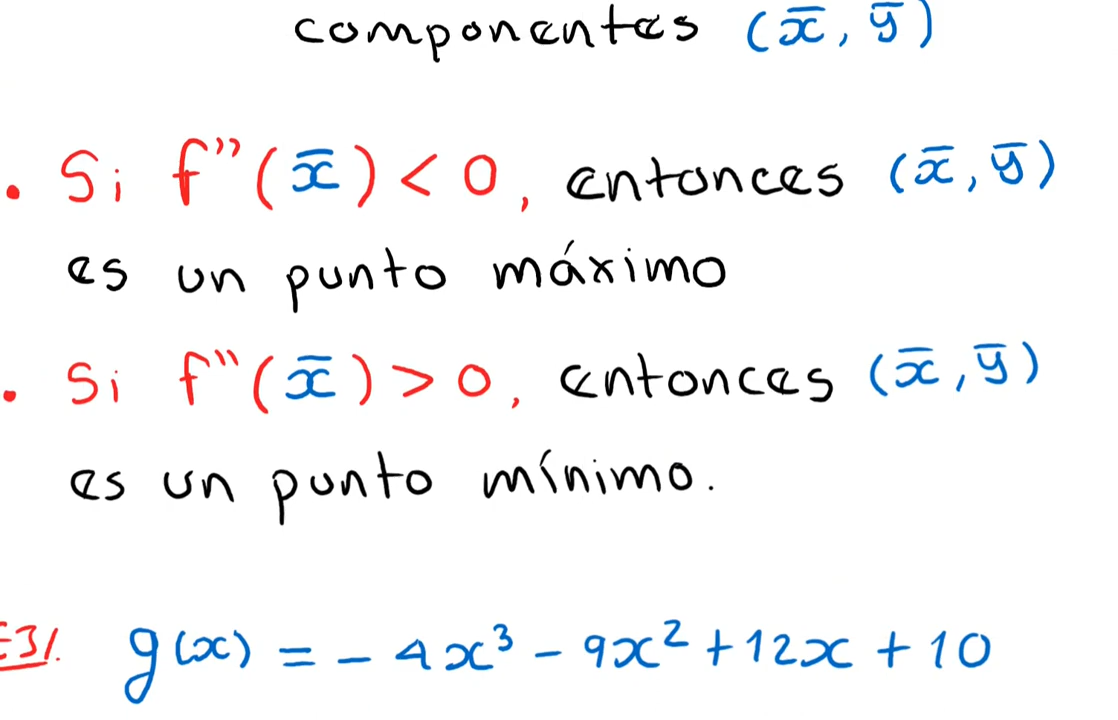 componentes (x̅, y̅)
• Si f''(x̅) < 0, entonces (x̅, y̅)
es un punto máximo
• Si f''(x̅) > 0, entonces (x̅, y̅)
es un punto mínimo.
E3/. g(x) = - 4x³ - 9x² + 12x + 10